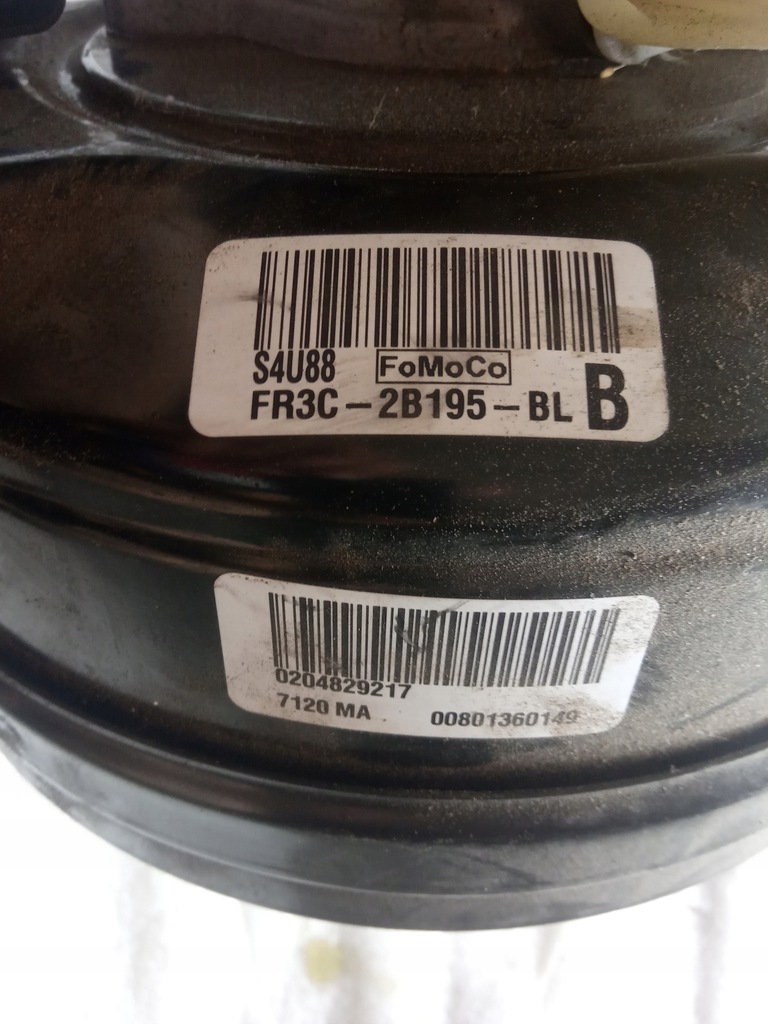 S4U88 FoMoCo
FR3C-2B195-BL B
0204829217
7120 MA 00801360149